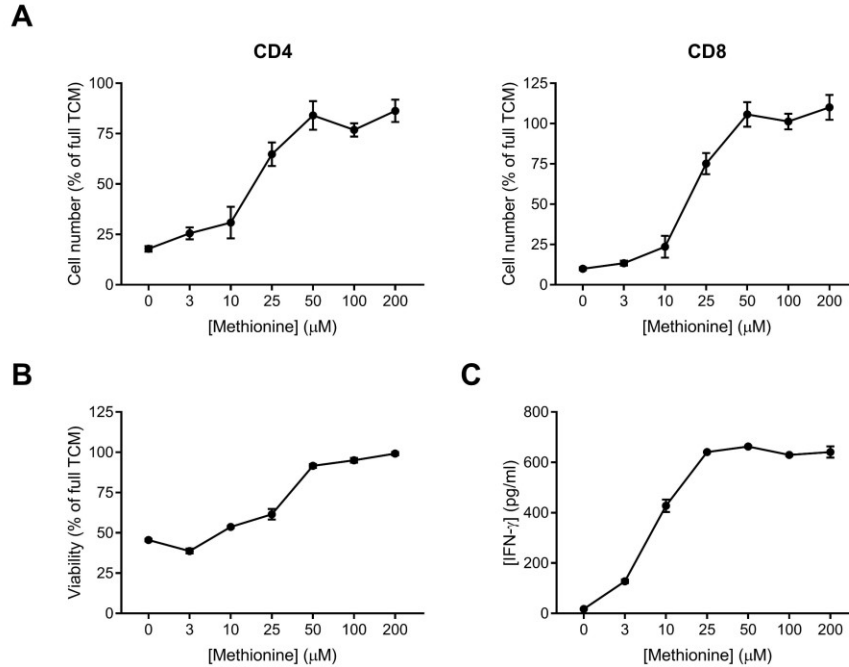 A
CD4
Cell number (% of full TCM)
100
75
50
25
0
0 3 10 25 50 100 200
[Methionine] (μM)
CD8
Cell number (% of full TCM)
125
100
75
50
25
0
0 3 10 25 50 100 200
[Methionine] (μM)
B
Viability (% of full TCM)
125
100
75
50
25
0
0 3 10 25 50 100 200
[Methionine] (μM)
C
[IFN-γ] (pg/ml)
800
600
400
200
0
0 3 10 25 50 100 200
[Methionine] (μM)